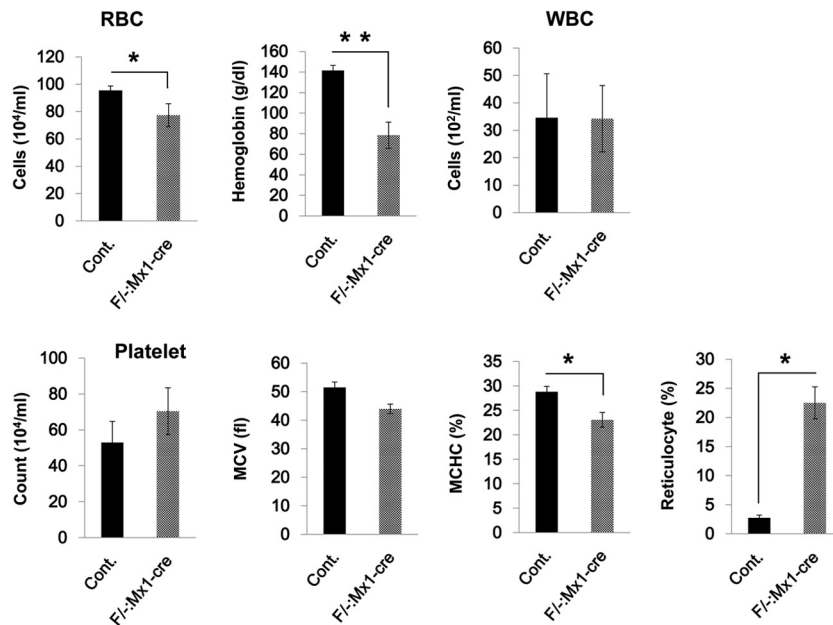 RBC
*
Cells (10⁴/ml)
120
100
80
60
40
20
0
Cont.
F/-:Mx1-cre
* *
Hemoglobin (g/dl)
160
140
120
100
80
60
40
20
0
Cont.
F/-:Mx1-cre
WBC
Cells (10²/ml)
60
50
40
30
20
10
0
Cont.
F/-:Mx1-cre
Platelet
Count (10⁴/ml)
100
80
60
40
20
0
Cont.
F/-:Mx1-cre
MCV (fl)
60
50
40
30
20
10
0
Cont.
F/-:Mx1-cre
*
MCHC (%)
35
30
25
20
15
10
5
0
Cont.
F/-:Mx1-cre
*
Reticulocyte (%)
30
25
20
15
10
5
0
Cont.
F/-:Mx1-cre